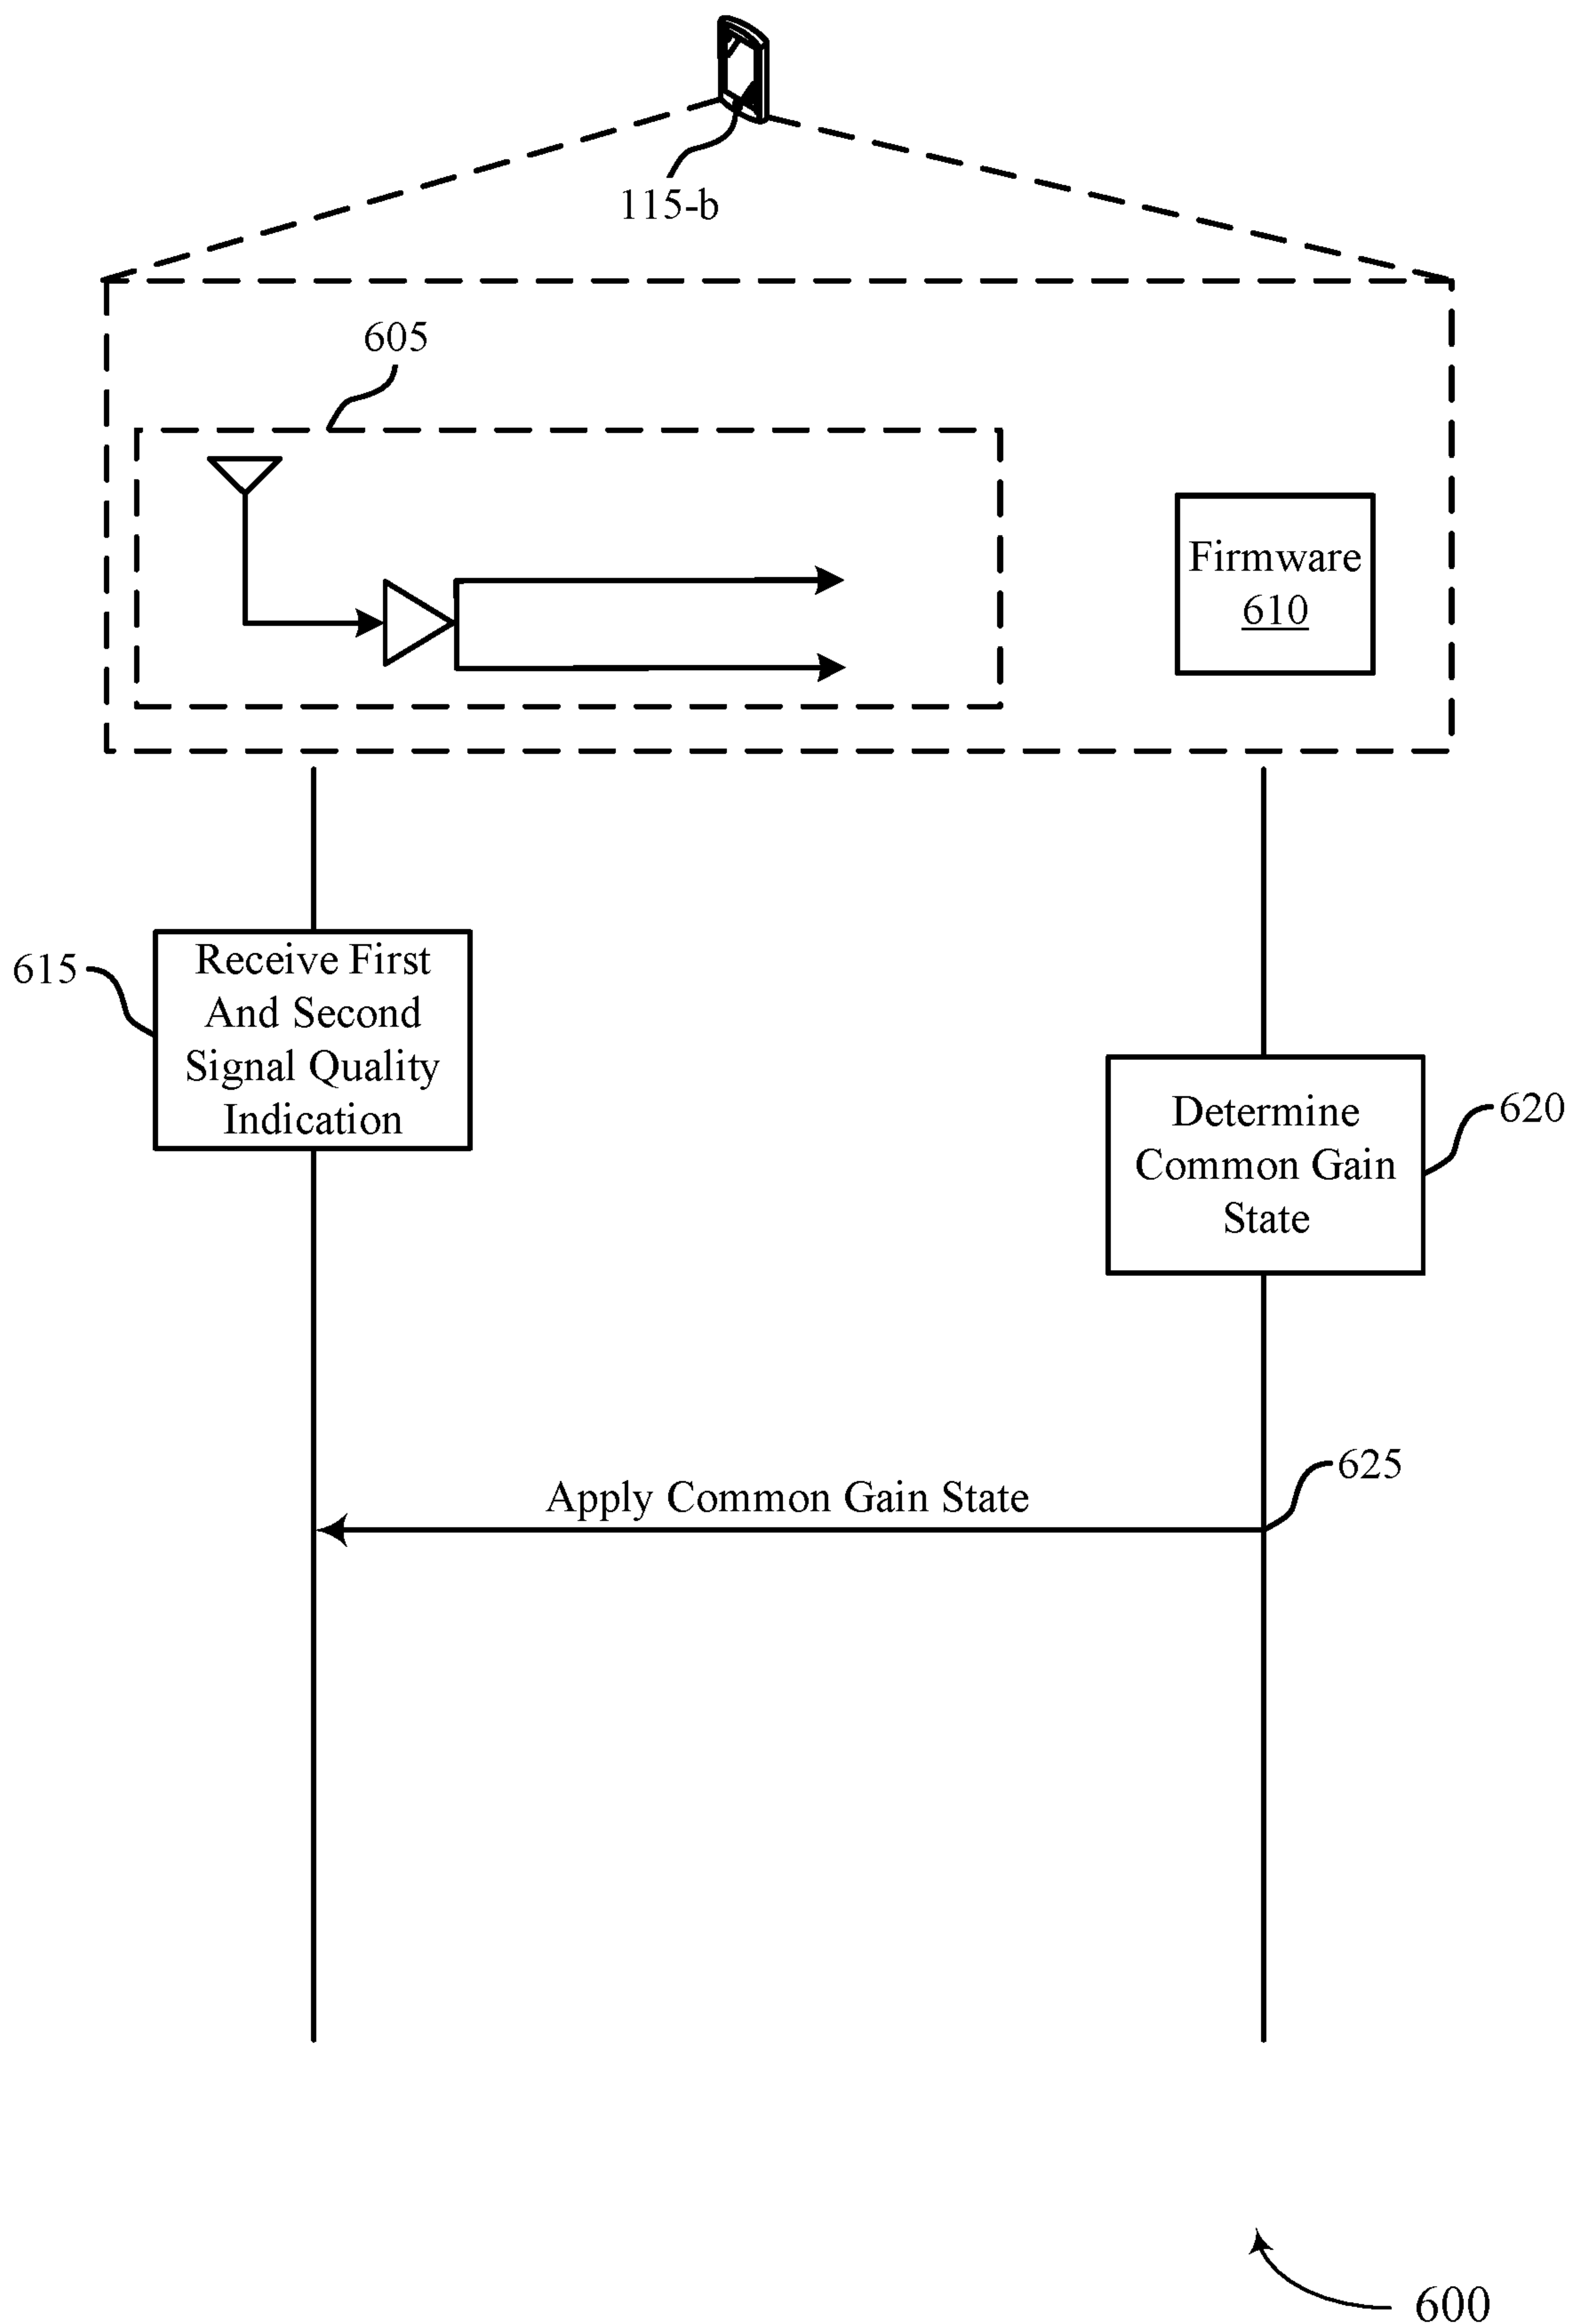 115-b
605
Firmware
610
615
Receive First
And Second
Signal Quality
Indication
Determine
Common Gain
State
620
625
Apply Common Gain State
600